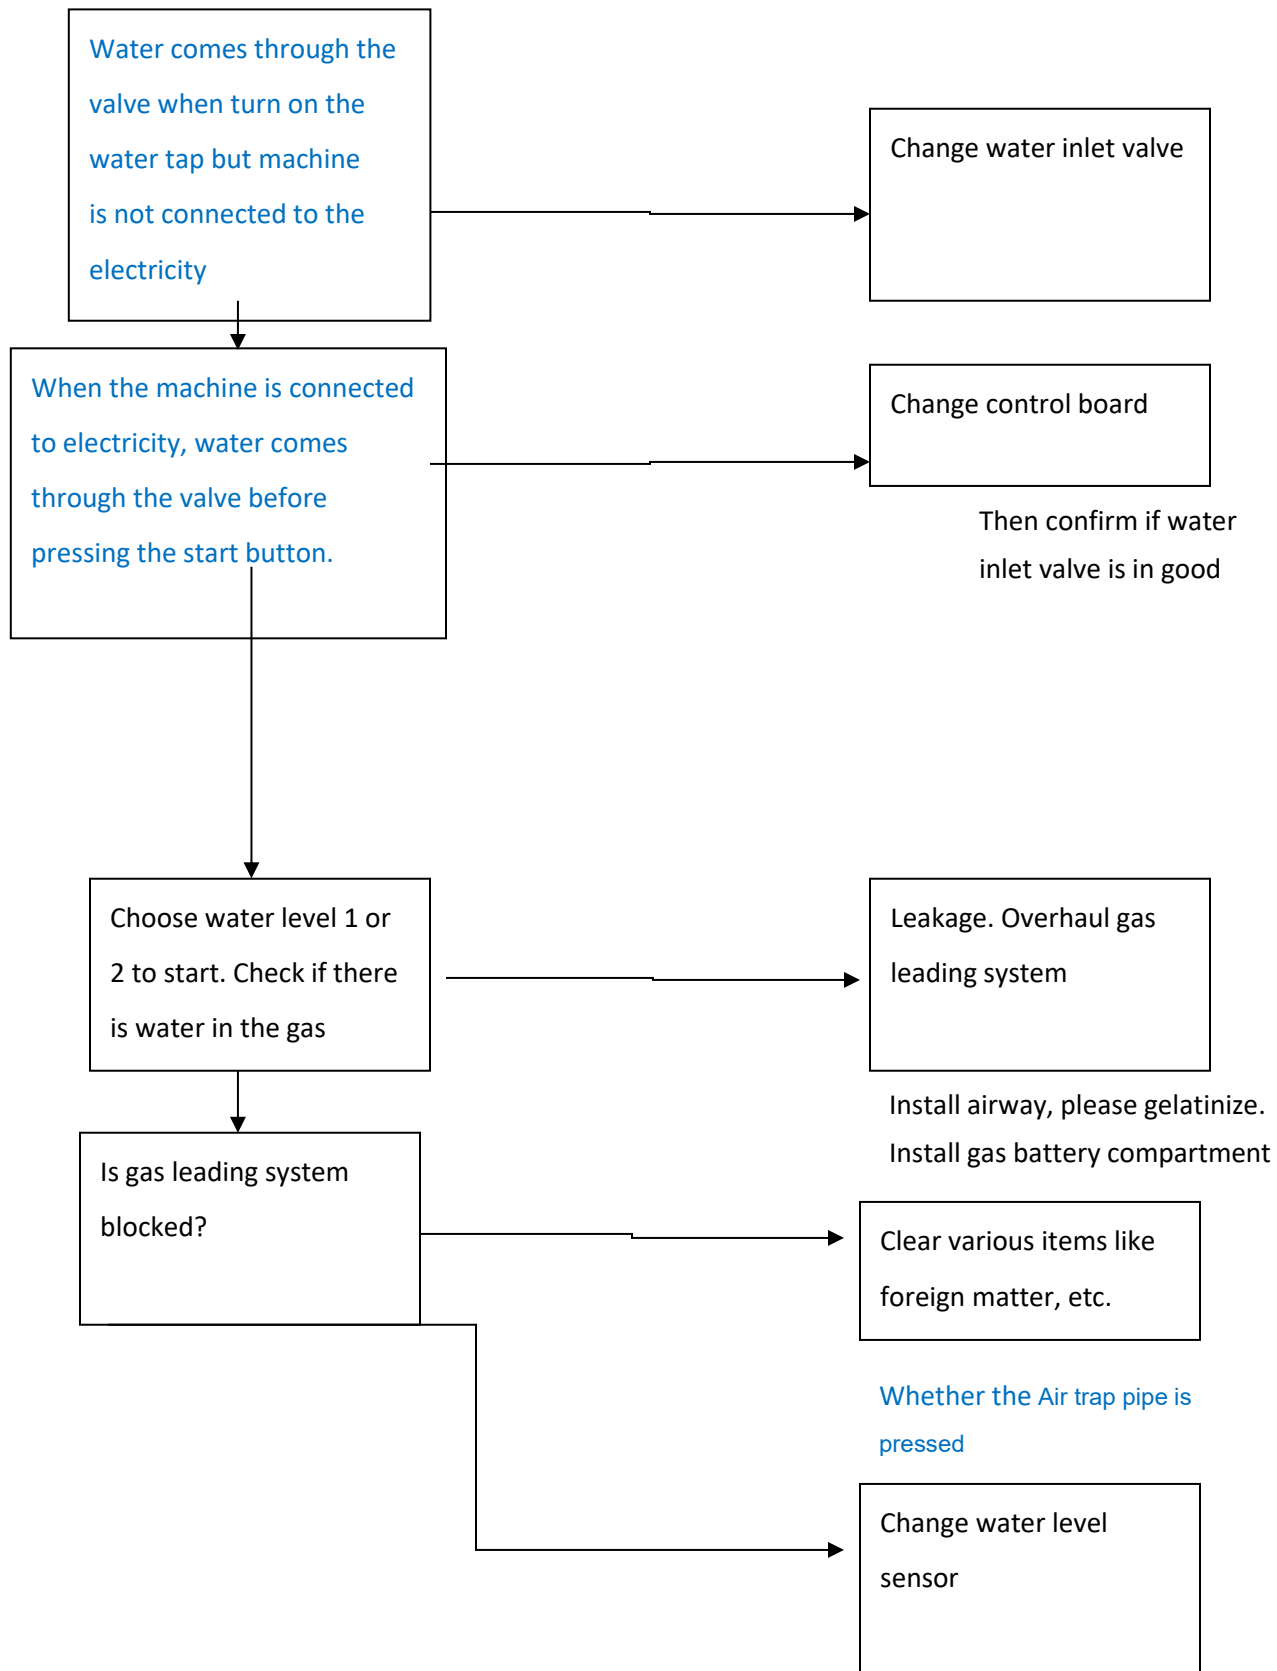 Water comes through the
valve when turn on the
water tap but machine
is not connected to the
electricity
Change water inlet valve
When the machine is connected
to electricity, water comes
through the valve before
pressing the start button.
Change control board
Then confirm if water
inlet valve is in good
Choose water level 1 or
2 to start. Check if there
is water in the gas
Leakage. Overhaul gas
leading system
Install airway, please gelatinize.
Install gas battery compartment
Is gas leading system
blocked?
Clear various items like
foreign matter, etc.
Whether the Air trap pipe is
pressed
Change water level
sensor